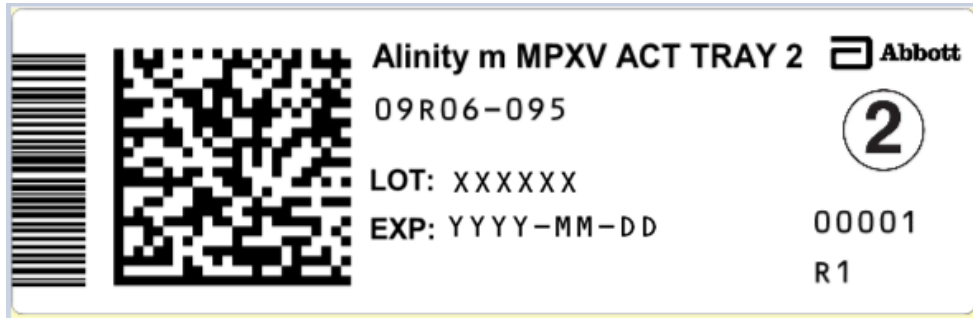 Alinity m MPXV ACT TRAY 2
Abbott
09R06-095
2
LOT: XXXXXX
EXP: YYYY-MM-DD
00001
R1